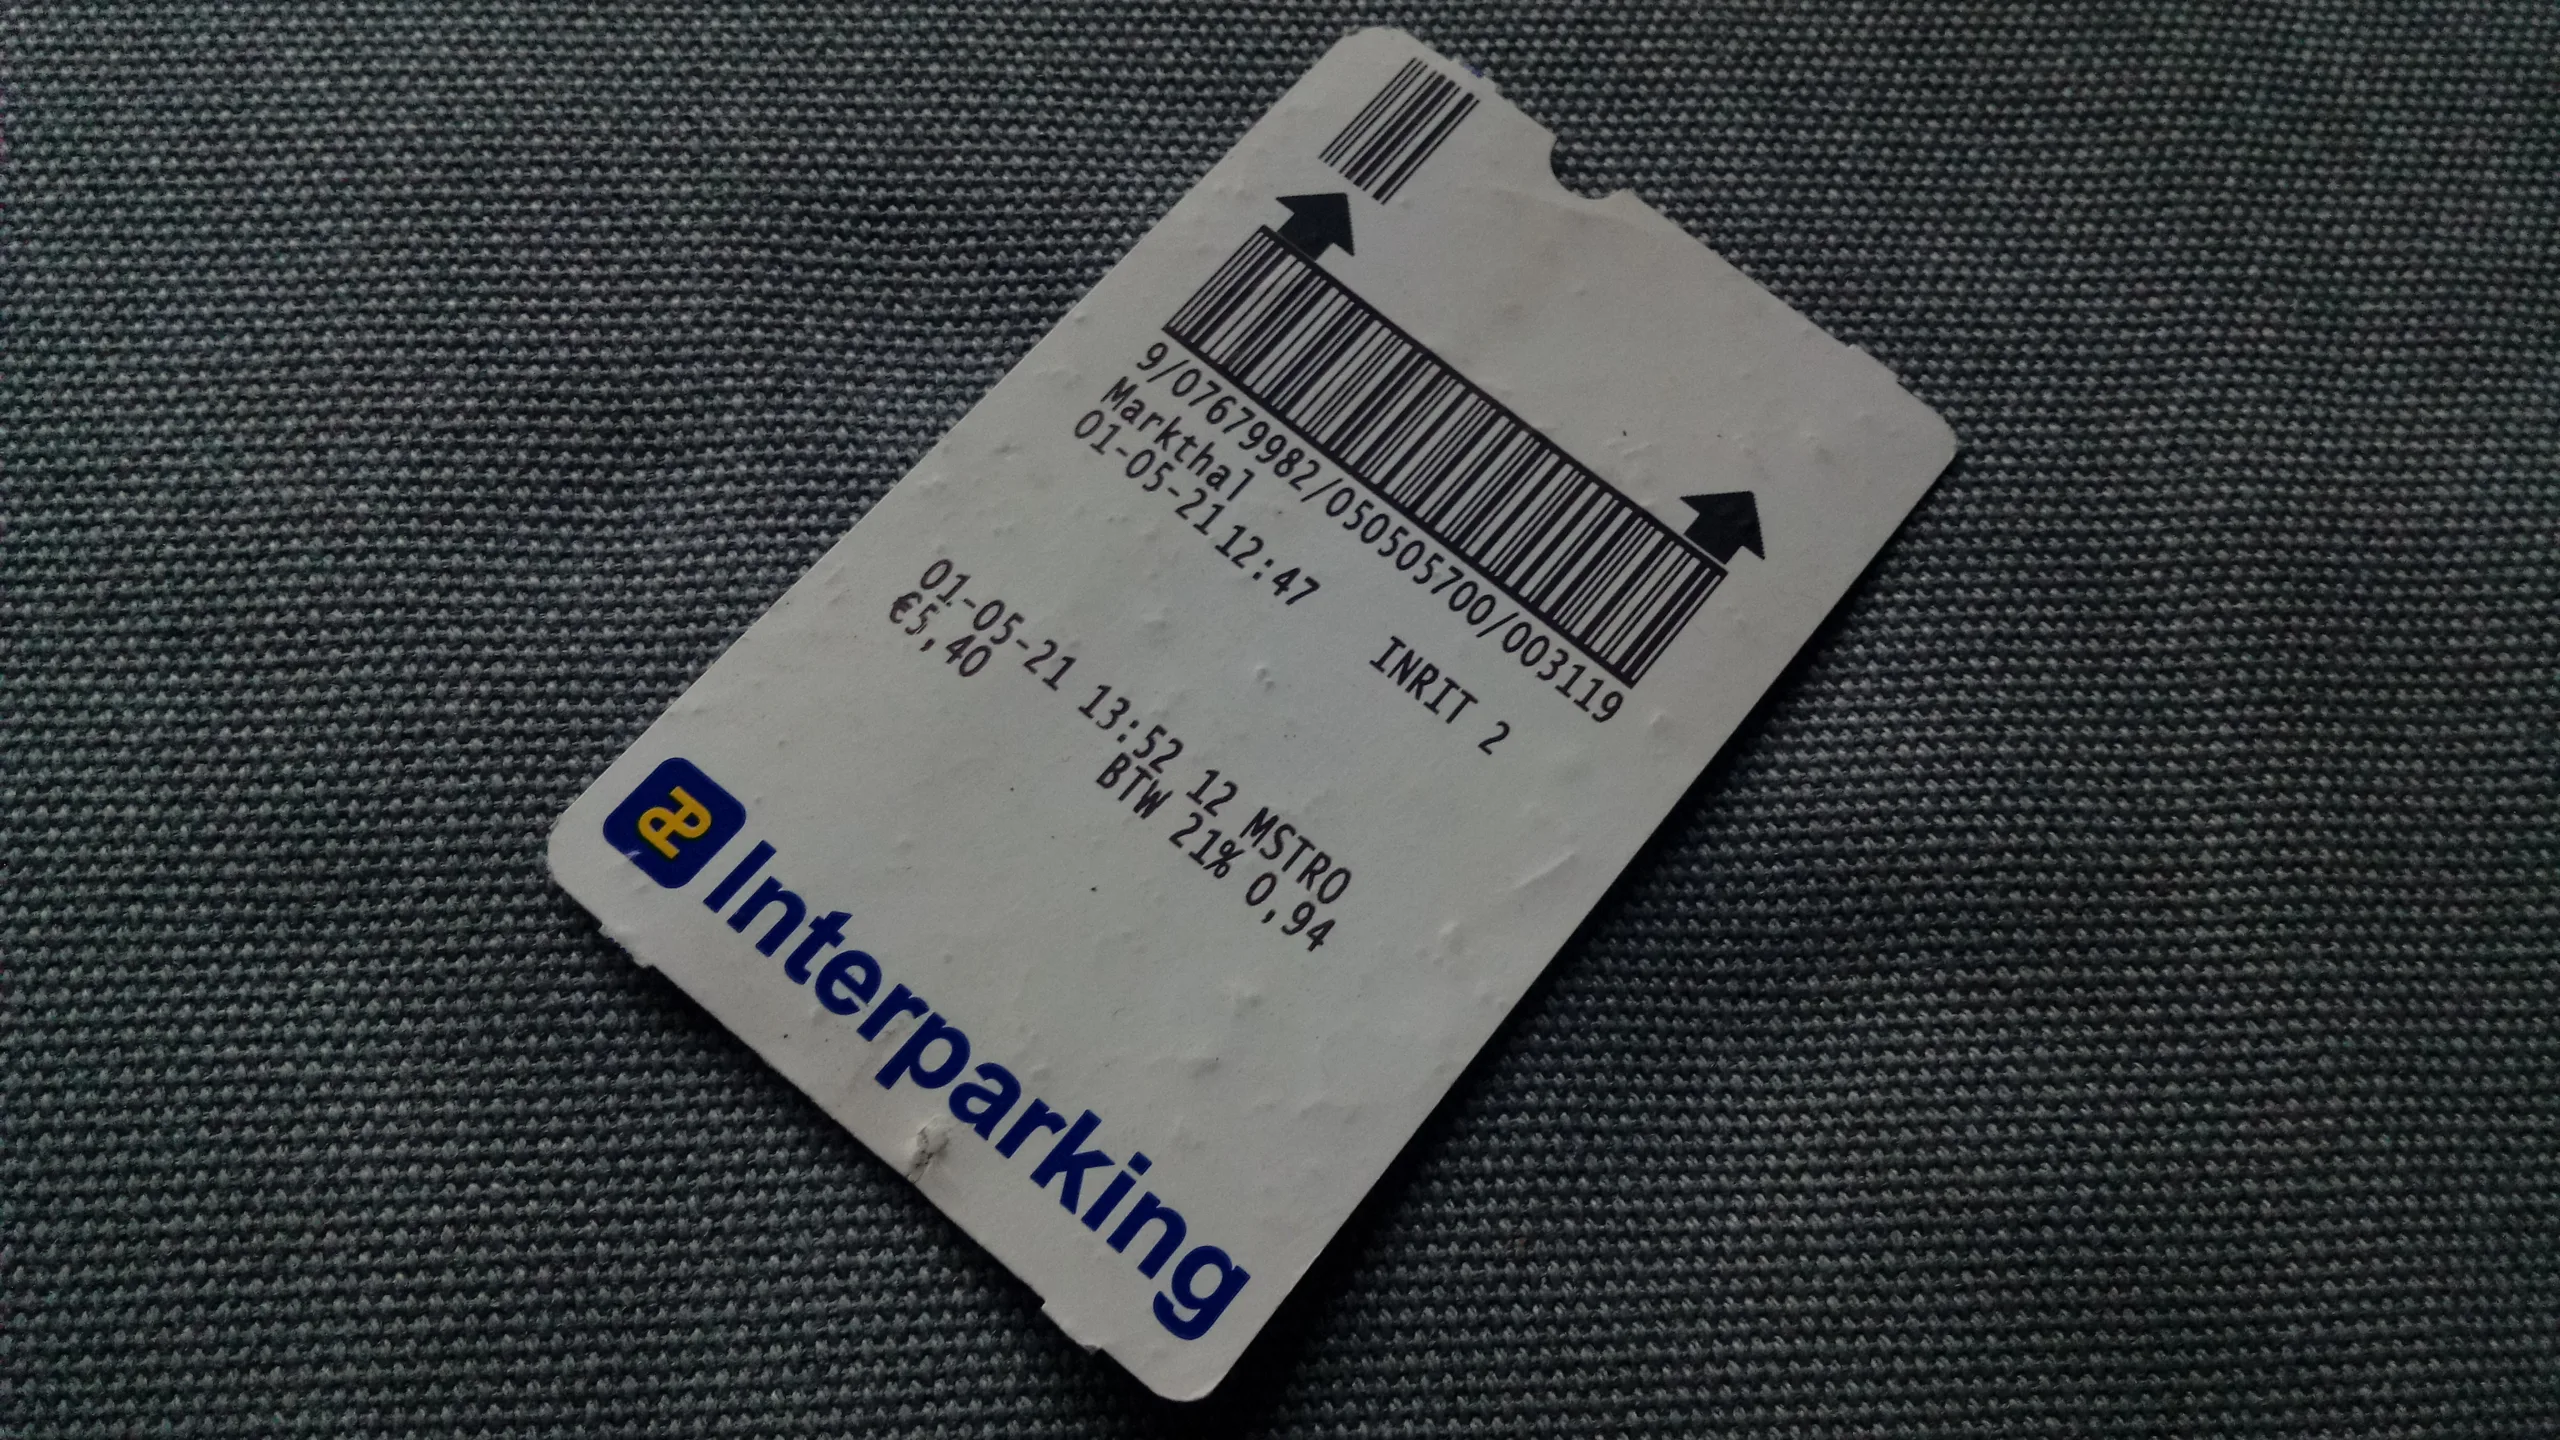 9/07679982/050505700/003119
Markthal
01-05-21 12:47 INRIT 2
01-05-21 13:52 12 MSTRO
€5,40 BTW 21% 0,94
Interparking